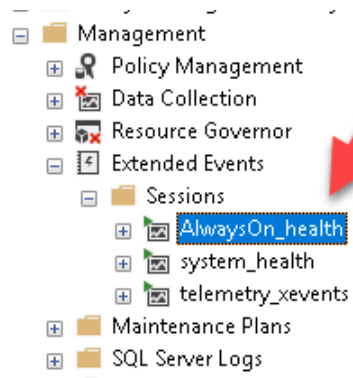 Management
Policy Management
Data Collection
Resource Governor
Extended Events
Sessions
AlwaysOn_health
system_health
telemetry_xevents
Maintenance Plans
SQL Server Logs